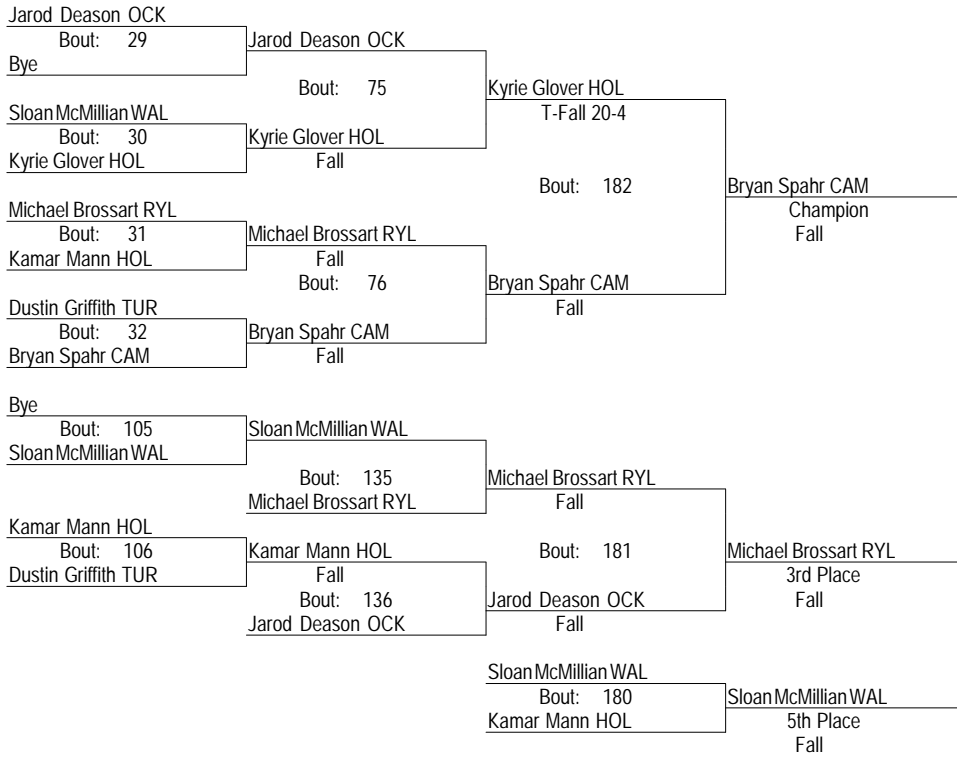 Jarod Deason OCK
Bout: 29
Jarod Deason OCK
Bye
Bout: 75
Kyrie Glover HOL
T-Fall 20-4
Sloan McMillian WAL
Bout: 30
Kyrie Glover HOL
Kyrie Glover HOL
Fall
Bout: 182
Bryan Spahr CAM
Champion
Fall
Michael Brossart RYL
Bout: 31
Michael Brossart RYL
Kamar Mann HOL
Fall
Bout: 76
Bryan Spahr CAM
Fall
Dustin Griffith TUR
Bout: 32
Bryan Spahr CAM
Bryan Spahr CAM
Fall
Bye
Bout: 105
Sloan McMillian WAL
Sloan McMillian WAL
Bout: 135
Michael Brossart RYL
Michael Brossart RYL
Fall
Kamar Mann HOL
Bout: 106
Kamar Mann HOL
Bout: 181
Michael Brossart RYL
Dustin Griffith TUR
Fall
3rd Place
Bout: 136
Jarod Deason OCK
Fall
Jarod Deason OCK
Fall
Sloan McMillian WAL
Bout: 180
Sloan McMillian WAL
Kamar Mann HOL
5th Place
Fall